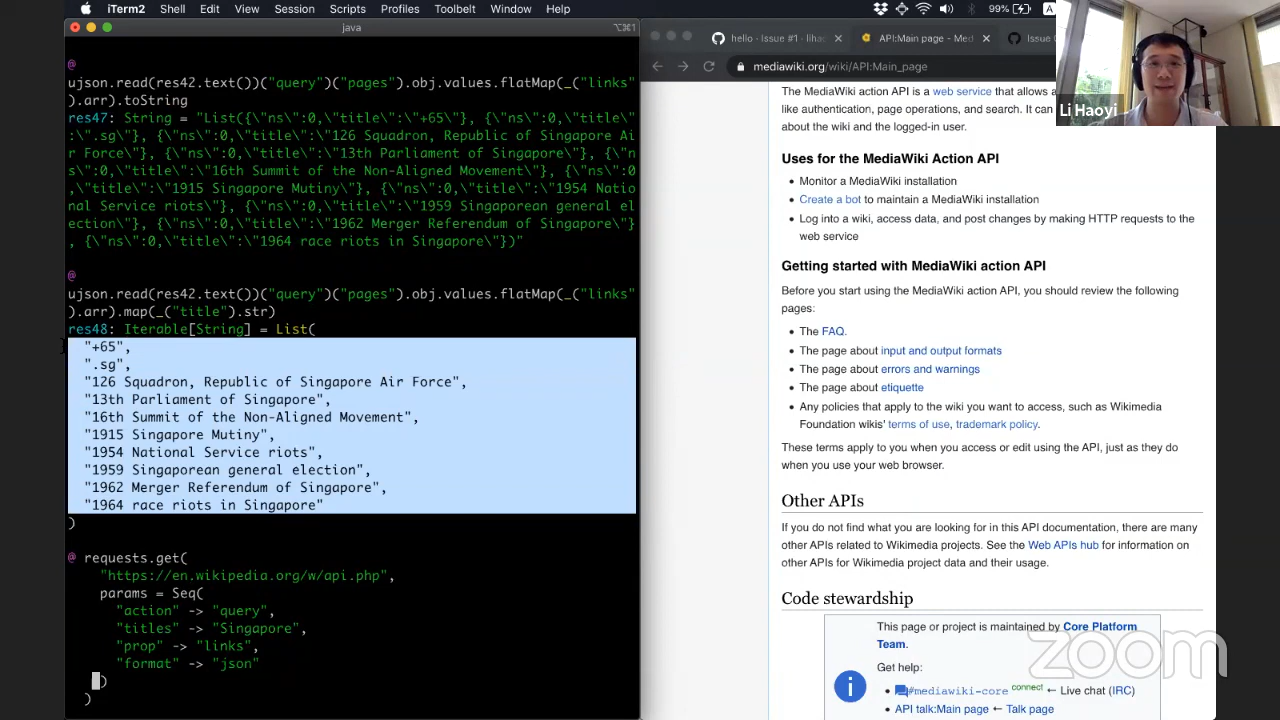 iTerm2 Shell Edit View Session Scripts Profiles Toolbelt Window Help
99%
java
⌥⌘1
@
ujson.read(res42.text())("query")("pages").obj.values.flatMap(_("links"
).arr).toString
res47: String = "List({\"ns\":0,\"title\":\"+65\"}, {\"ns\":0,\"title\"
:\".sg\"}, {\"ns\":0,\"title\":\"126 Squadron, Republic of Singapore Ai
r Force\"}, {\"ns\":0,\"title\":\"13th Parliament of Singapore\"}, {\"n
s\":0,\"title\":\"16th Summit of the Non-Aligned Movement\"}, {\"ns\":0
,\"title\":\"1915 Singapore Mutiny\"}, {\"ns\":0,\"title\":\"1954 Natio
nal Service riots\"}, {\"ns\":0,\"title\":\"1959 Singaporean general el
ection\"}, {\"ns\":0,\"title\":\"1962 Merger Referendum of Singapore\"}
, {\"ns\":0,\"title\":\"1964 race riots in Singapore\"})"
@
ujson.read(res42.text())("query")("pages").obj.values.flatMap(_("links"
).arr).map(_("title").str)
res48: Iterable[String] = List(
"+65",
".sg",
"126 Squadron, Republic of Singapore Air Force",
"13th Parliament of Singapore",
"16th Summit of the Non-Aligned Movement",
"1915 Singapore Mutiny",
"1954 National Service riots",
"1959 Singaporean general election",
"1962 Merger Referendum of Singapore",
"1964 race riots in Singapore"
)
@ requests.get(
"https://en.wikipedia.org/w/api.php",
params = Seq(
"action" -> "query",
"titles" -> "Singapore",
"prop" -> "links",
"format" -> "json"
)
)
hello · Issue #1 · liha
API:Main page - Med
Issue
mediawiki.org/wiki/API:Main_page
The MediaWiki action API is a web service that allows a
like authentication, page operations, and search. It can
about the wiki and the logged-in user.
Uses for the MediaWiki Action API
• Monitor a MediaWiki installation
• Create a bot to maintain a MediaWiki installation
• Log into a wiki, access data, and post changes by making HTTP requests to the
web service
Getting started with MediaWiki action API
Before you start using the MediaWiki action API, you should review the following
pages:
• The FAQ.
• The page about input and output formats
• The page about errors and warnings
• The page about etiquette
• Any policies that apply to the wiki you want to access, such as Wikimedia
Foundation wikis' terms of use, trademark policy.
These terms apply to you when you access or edit using the API, just as they do
when you use your web browser.
Other APIs
If you do not find what you are looking for in this API documentation, there are many
other APIs related to Wikimedia projects. See the Web APIs hub for information on
other APIs for Wikimedia project data and their usage.
Code stewardship
This page or project is maintained by Core Platform
Team.
Get help:
#mediawiki-core connect ← Live chat (IRC)
API talk:Main page ← Talk page
Li Haoyi
zoom